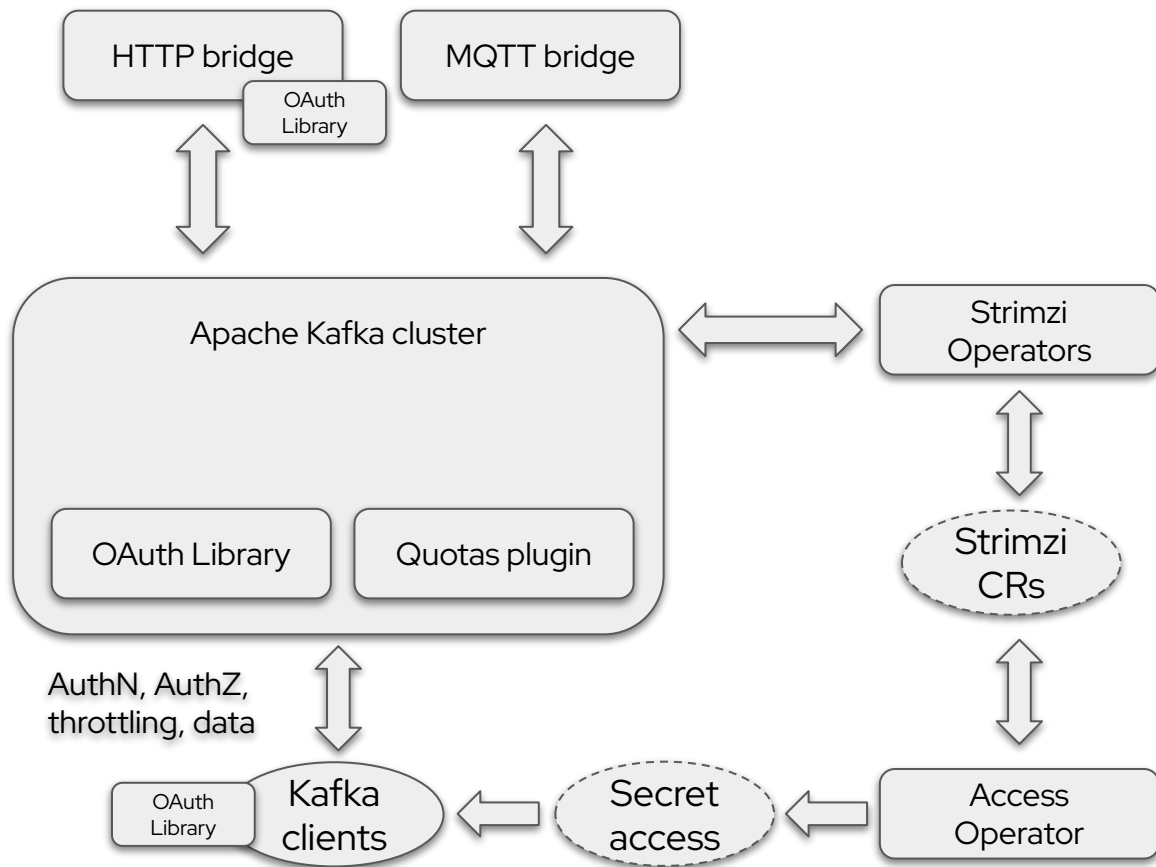 HTTP bridge
MQTT bridge
OAuth
Library
Apache Kafka cluster
Strimzi
Operators
OAuth Library
Quotas plugin
Strimzi
CRs
AuthN, AuthZ,
throttling, data
OAuth
Library
Kafka
clients
Secret
access
Access
Operator